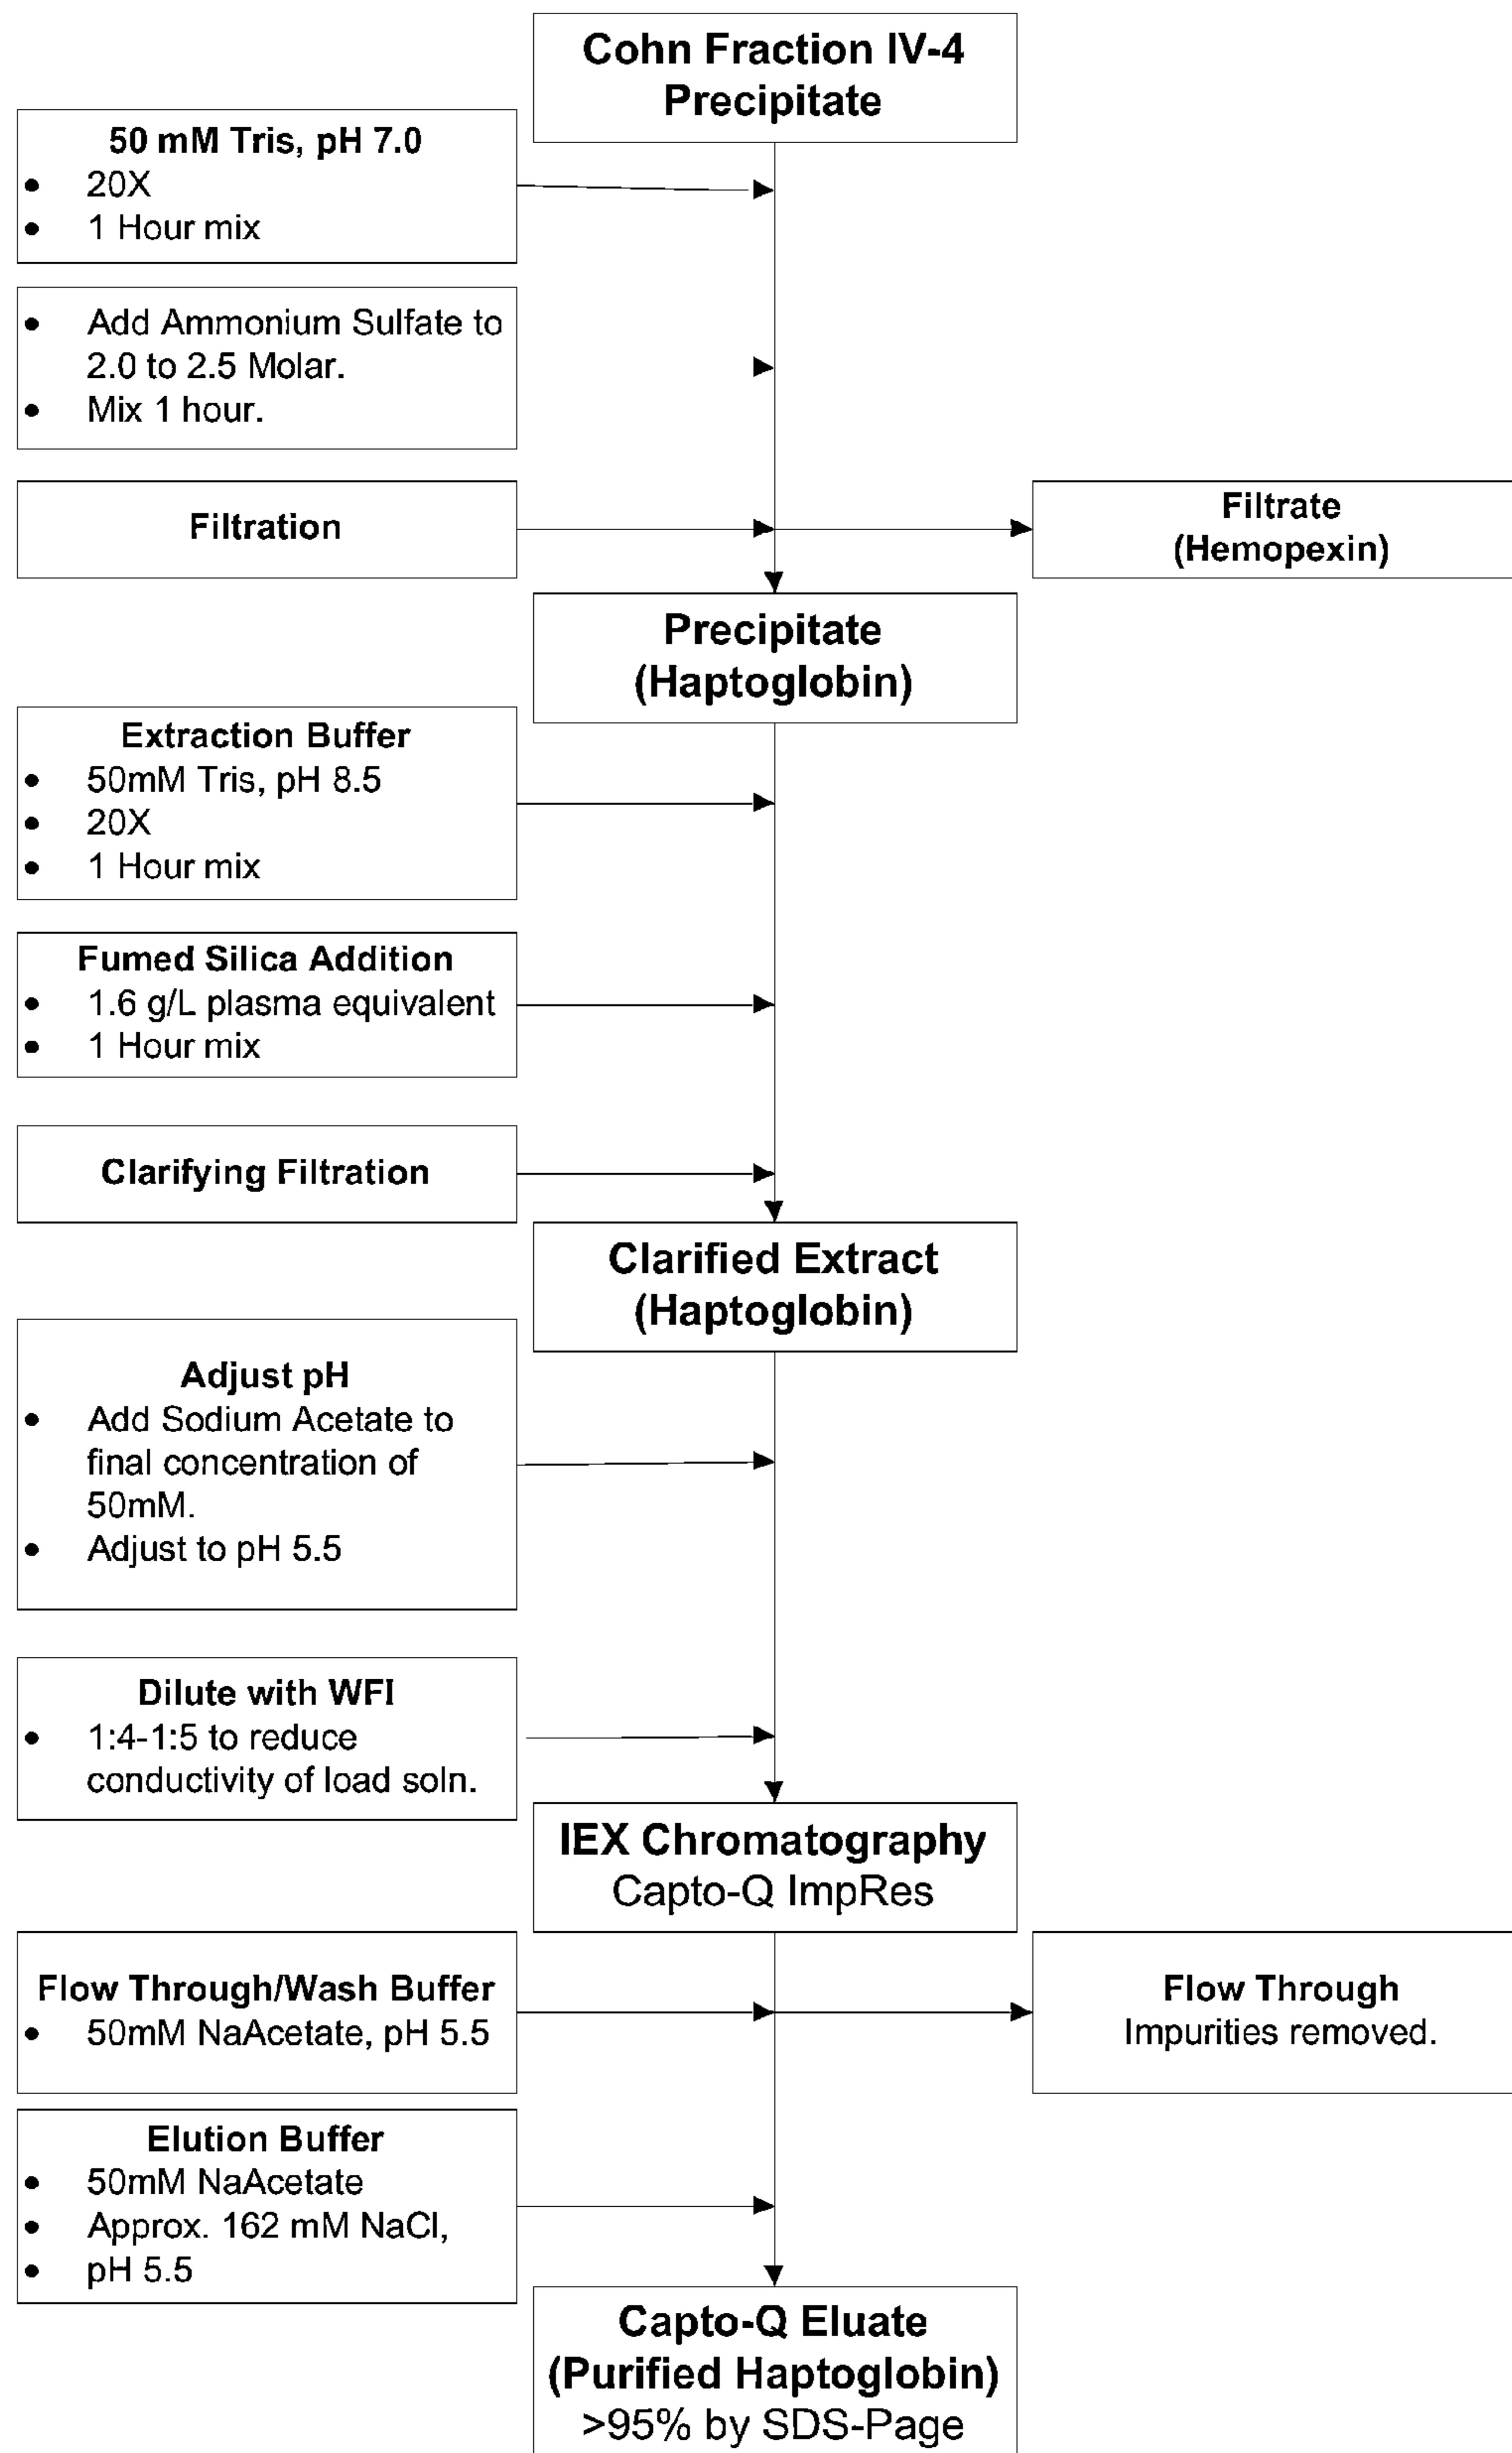 Cohn Fraction IV-4
Precipitate
50 mM Tris, pH 7.0
• 20X
• 1 Hour mix
• Add Ammonium Sulfate to
2.0 to 2.5 Molar.
• Mix 1 hour.
Filtration
Filtrate
(Hemopexin)
Precipitate
(Haptoglobin)
Extraction Buffer
• 50mM Tris, pH 8.5
• 20X
• 1 Hour mix
Fumed Silica Addition
• 1.6 g/L plasma equivalent
• 1 Hour mix
Clarifying Filtration
Clarified Extract
(Haptoglobin)
Adjust pH
• Add Sodium Acetate to
final concentration of
50mM.
• Adjust to pH 5.5
Dilute with WFI
• 1:4-1:5 to reduce
conductivity of load soln.
IEX Chromatography
Capto-Q ImpRes
Flow Through/Wash Buffer
• 50mM NaAcetate, pH 5.5
Flow Through
Impurities removed.
Elution Buffer
• 50mM NaAcetate
• Approx. 162 mM NaCl,
• pH 5.5
Capto-Q Eluate
(Purified Haptoglobin)
>95% by SDS-Page